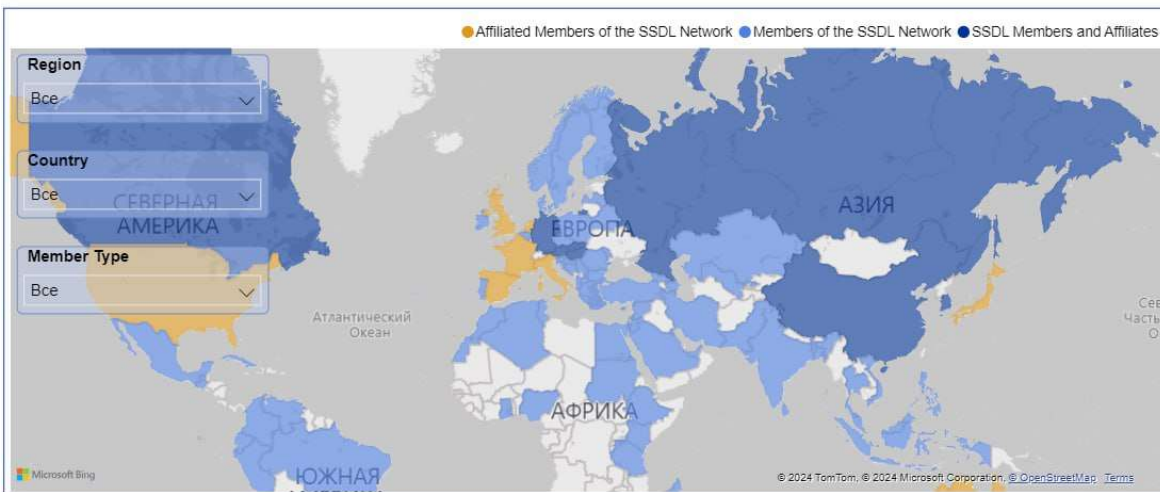 Affiliated Members of the SSDL Network Members of the SSDL Network SSDL Members and Affiliates
Region
Все
Country
Все
СЕВЕРНАЯ
АМЕРИКА
Member Type
Все
АЗИЯ
ЕВРОПА
Атлантический
Океан
Сев
Часть
О
АФРИКА
ЮЖНАЯ
Microsoft Bing
© 2024 TomTom, © 2024 Microsoft Corporation, © OpenStreetMap Terms